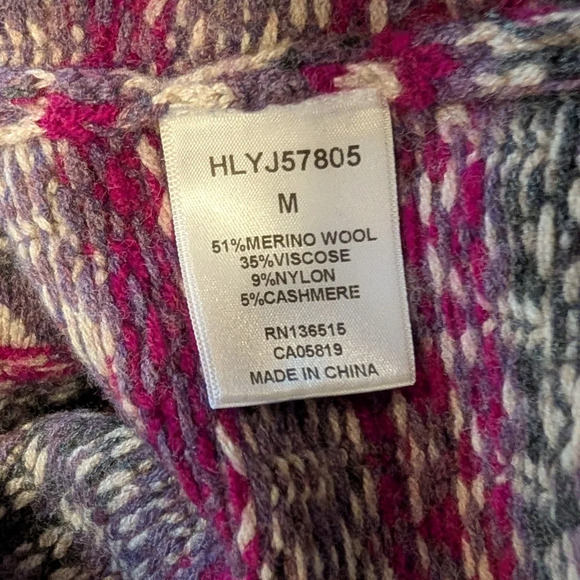 HLYJ57805
M
51%MERINO WOOL
35%VISCOSE
9%NYLON
5%CASHMERE
RN136515
CA05819
MADE IN CHINA